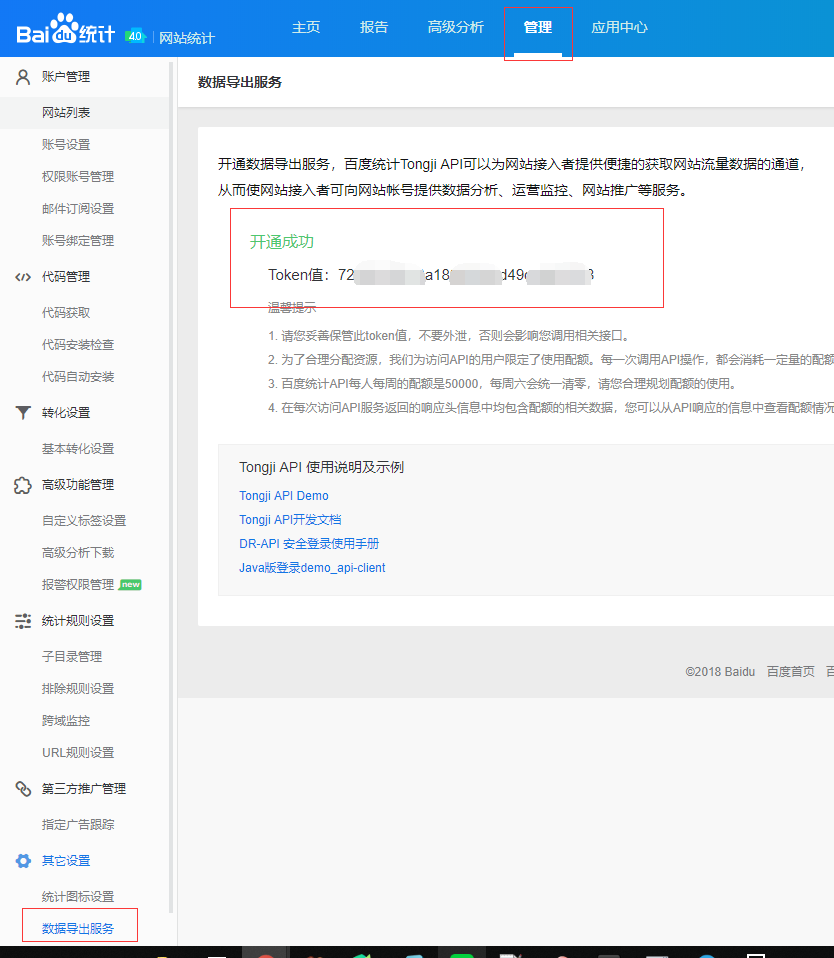 Bai du 统计 4.0 | 网站统计
主页 报告 高级分析 管理 应用中心
账户管理
网站列表
账号设置
权限账号管理
邮件订阅设置
账号绑定管理
代码管理
代码获取
代码安装检查
代码自动安装
转化设置
基本转化设置
高级功能管理
自定义标签设置
高级分析下载
报警权限管理 new
统计规则设置
子目录管理
排除规则设置
跨域监控
URL规则设置
第三方推广管理
指定广告跟踪
其它设置
统计图标设置
数据导出服务
数据导出服务
开通数据导出服务，百度统计Tongji API可以为网站接入者提供便捷的获取网站流量数据的通道，
从而使网站接入者可向网站帐号提供数据分析、运营监控、网站推广等服务。
开通成功
Token值：72 a18 d49
温馨提示
1. 请您妥善保管此token值，不要外泄，否则会影响您调用相关接口。
2. 为了合理分配资源，我们为访问API的用户限定了使用配额。每一次调用API操作，都会消耗一定量的配额
3. 百度统计API每人每周的配额是50000，每周六会统一清零，请您合理规划配额的使用。
4. 在每次访问API服务返回的响应头信息中均包含配额的相关数据，您可以从API响应的信息中查看配额情况
Tongji API 使用说明及示例
Tongji API Demo
Tongji API开发文档
DR-API 安全登录使用手册
Java版登录demo_api-client
©2018 Baidu 百度首页 百